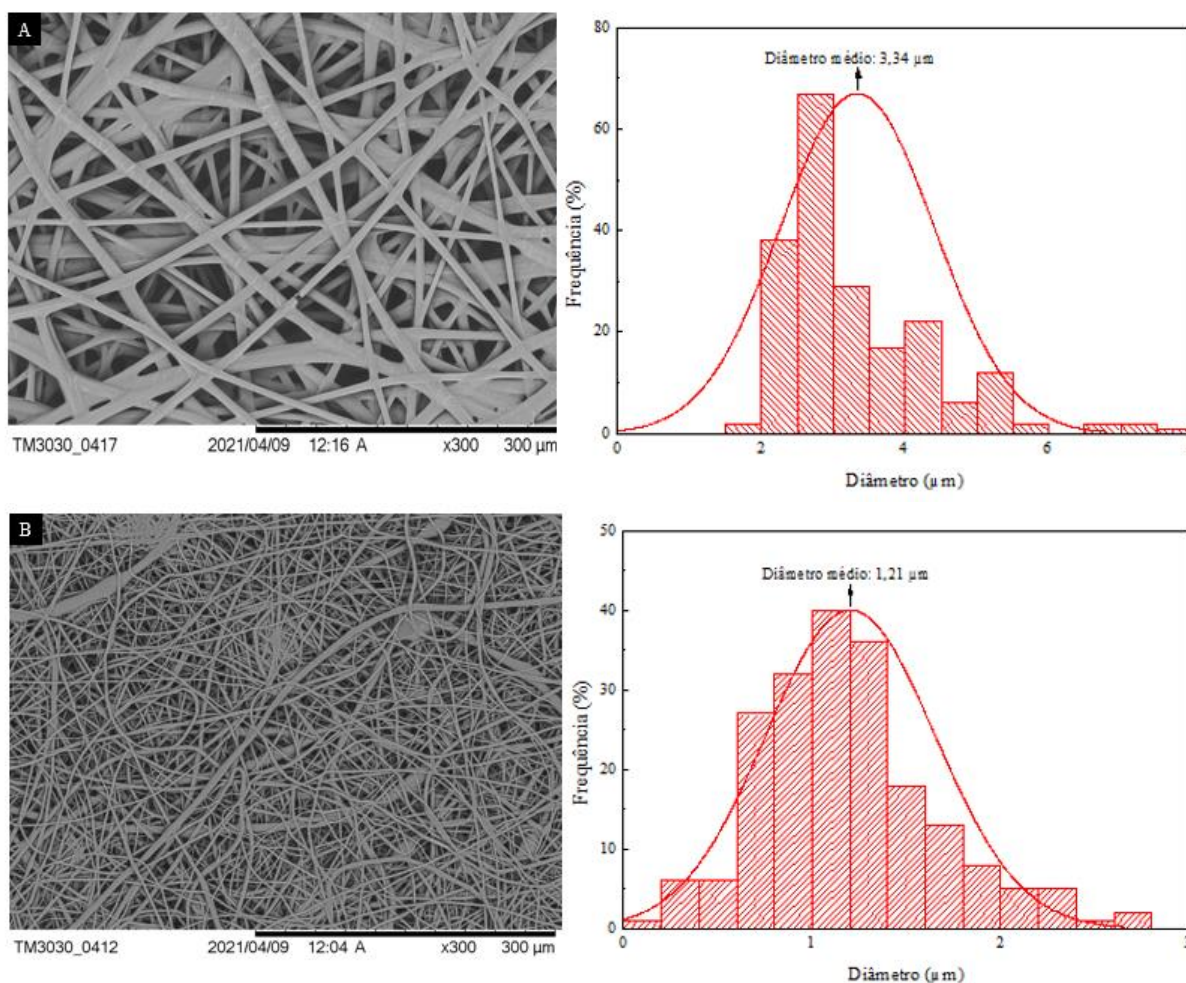 A
TM3030_0417 2021/04/09 12:16 A x300 300 µm
Diâmetro médio: 3,34 µm
80
60
40
20
0
Frequência (%)
0 2 4 6
Diâmetro (µm)
B
TM3030_0412 2021/04/09 12:04 A x300 300 µm
Diâmetro médio: 1,21 µm
50
40
30
20
10
0
Frequência (%)
0 1 2 3
Diâmetro (µm)